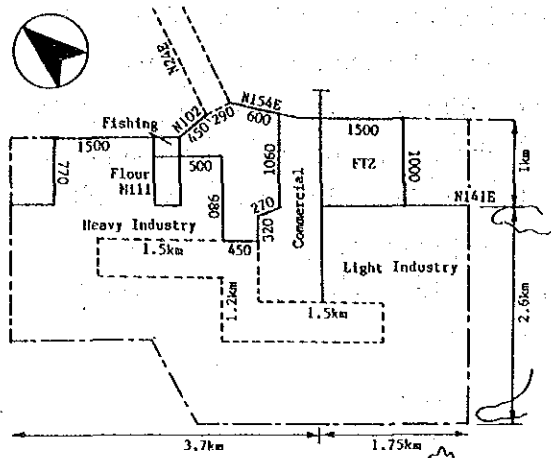 N24E
N102
N154E
450
290
600
Fishing
1500
1500
770
Flour
Mill
500
1060
FTZ
1000
1km
N141E
980
270
320
Commercial
Heavy Industry
1.5km
450
Light Industry
1.2km
1.5km
2.6km
3.7km
1.75km